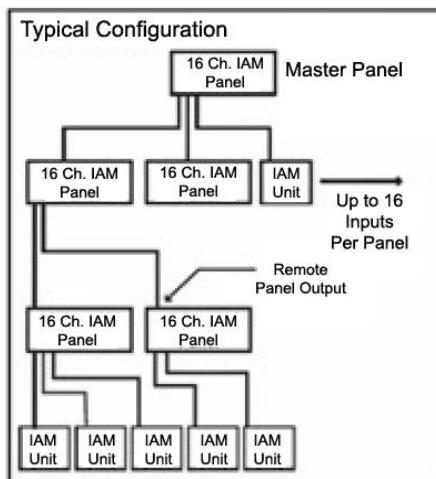 Typical Configuration
16 Ch. IAM
Panel
Master Panel
16 Ch. IAM
Panel
16 Ch. IAM
Panel
IAM
Unit
Up to 16
Inputs
Per Panel
Remote
Panel Output
16 Ch. IAM
Panel
16 Ch. IAM
Panel
IAM
Unit
IAM
Unit
IAM
Unit
IAM
Unit
IAM
Unit